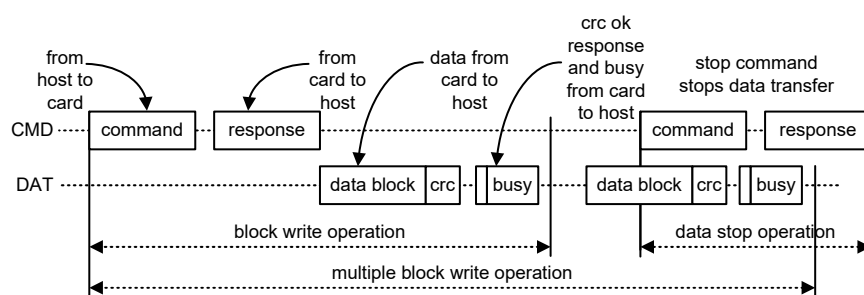 from
host to
card
from
card to
host
data from
card to
host
crc ok
response
and busy
from card
to host
stop command
stops data transfer
CMD
command
response
command
response
DAT
data block
crc
busy
data block
crc
busy
block write operation
data stop operation
multiple block write operation